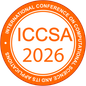 INTERNATIONAL CONFERENCE ON COMPUTATIONAL SCIENCE AND ITS APPLICATIONS
ICCSA
2026